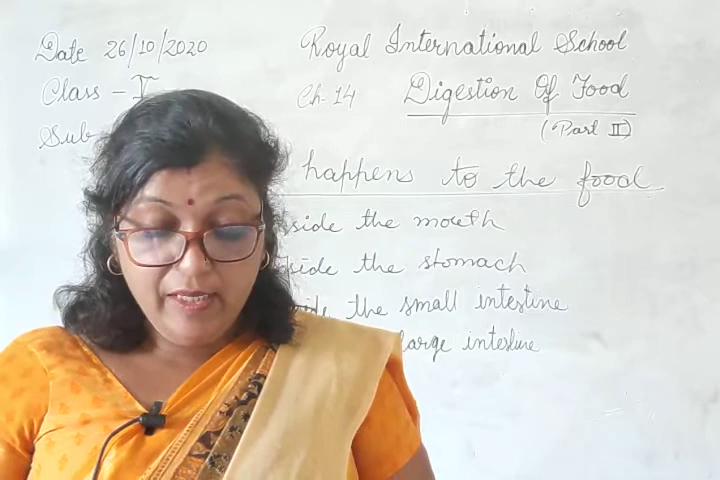 Date 26/10/2020
Royal International School
Class - V
Ch. 14 Digestion Of Food
Sub
(Part II)
happens to the food
the mouth
the stomach
the small intestine
large intestine